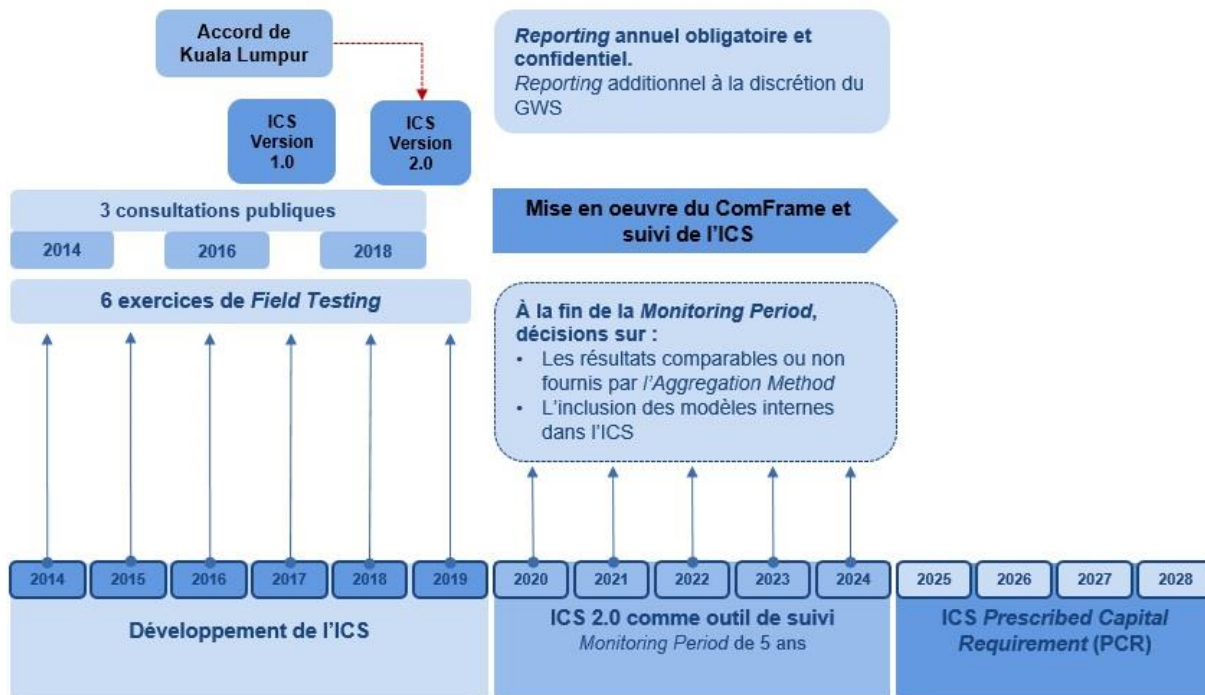 Accord de
Kuala Lumpur
Reporting annuel obligatoire et
confidentiel.
Reporting additionnel à la discrétion du
GWS
ICS
Version
1.0
ICS
Version
2.0
3 consultations publiques
2014
2016
2018
Mise en oeuvre du ComFrame et
suivi de l'ICS
6 exercices de Field Testing
À la fin de la Monitoring Period,
décisions sur :
• Les résultats comparables ou non
fournis par l'Aggregation Method
• L'inclusion des modèles internes
dans l'ICS
2014
2015
2016
2017
2018
2019
2020
2021
2022
2023
2024
2025
2026
2027
2028
Développement de l'ICS
ICS 2.0 comme outil de suivi
Monitoring Period de 5 ans
ICS Prescribed Capital
Requirement (PCR)